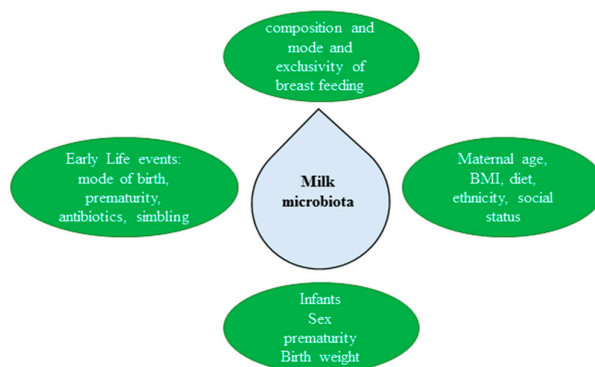 composition and
mode and
exclusivity of
breast feeding
Early Life events:
mode of birth,
prematurity,
antibiotics, simbling
Milk
microbiota
Maternal age,
BMI, diet,
ethnicity, social
status
Infants
Sex
prematurity
Birth weight